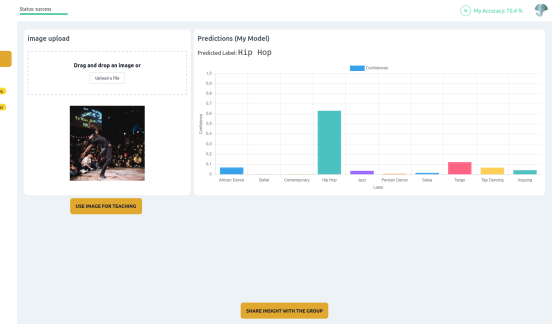 Status: success
My Accuracy: 78.4 %
image upload
Drag and drop an image or
Upload a file
USE IMAGE FOR TEACHING
Predictions (My Model)
Predicted Label: Hip Hop
Confidences
Confidence
1.0
0.9
0.8
0.7
0.6
0.5
0.4
0.3
0.2
0.1
0
African Dance Ballet Contemporary Hip Hop Jazz Persian Dance Salsa Tango Tap Dancing Voguing
Label
SHARE INSIGHT WITH THE GROUP